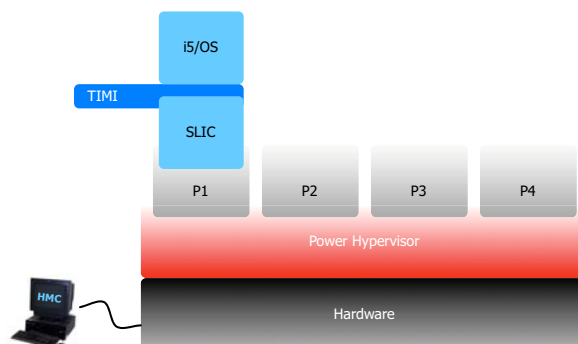 i5/OS
TIMI
SLIC
P1 P2 P3 P4
Power Hypervisor
HMC
Hardware